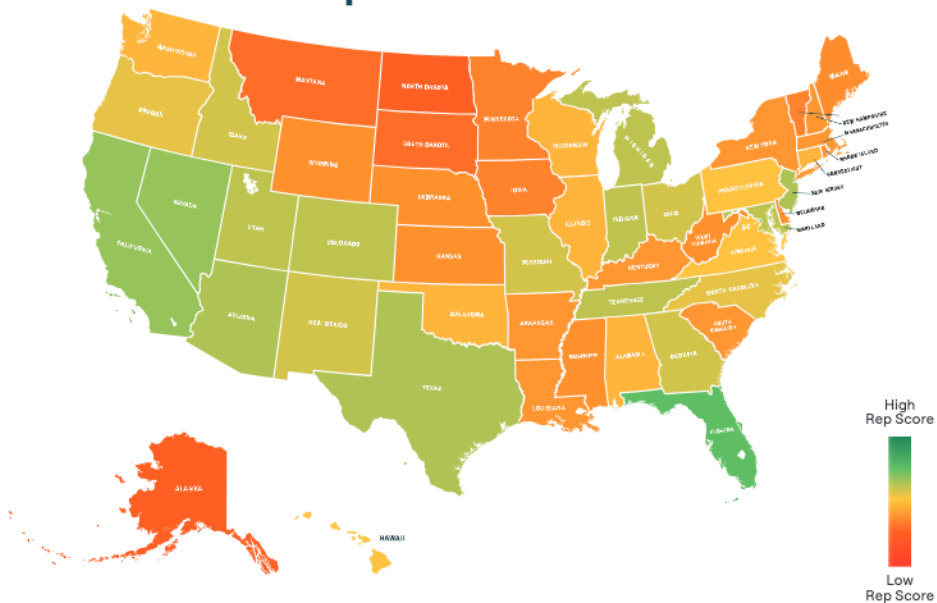 WASHINGTON
MONTANA
NORTH DAKOTA
MINNESOTA
MAINE
OREGON
IDAHO
WYOMING
SOUTH DAKOTA
WISCONSIN
MICHIGAN
NEW YORK
NEW HAMPSHIRE
MASSACHUSETTS
RHODE ISLAND
CONNECTICUT
NEW JERSEY
DELAWARE
MARYLAND
DC
NEBRASKA
IOWA
PENNSYLVANIA
NEVADA
UTAH
COLORADO
KANSAS
MISSOURI
ILLINOIS
INDIANA
OHIO
WEST
VIRGINIA
VIRGINIA
KENTUCKY
CALIFORNIA
ARIZONA
NEW MEXICO
OKLAHOMA
ARKANSAS
TENNESSEE
NORTH CAROLINA
SOUTH
CAROLINA
TEXAS
LOUISIANA
MISSISSIPPI
ALABAMA
GEORGIA
FLORIDA
ALASKA
HAWAII
High
Rep Score
Low
Rep Score